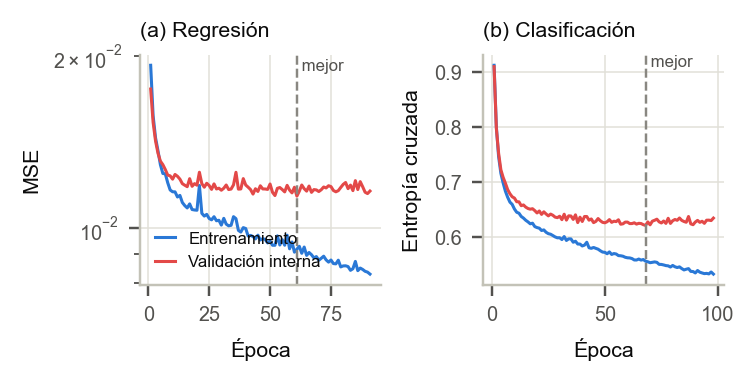 (a) Regresión
2 × 10⁻²
10⁻²
MSE
mejor
Entrenamiento
Validación interna
0 25 50 75
Época
(b) Clasificación
0.9
0.8
0.7
0.6
Entropía cruzada
mejor
0 50 100
Época